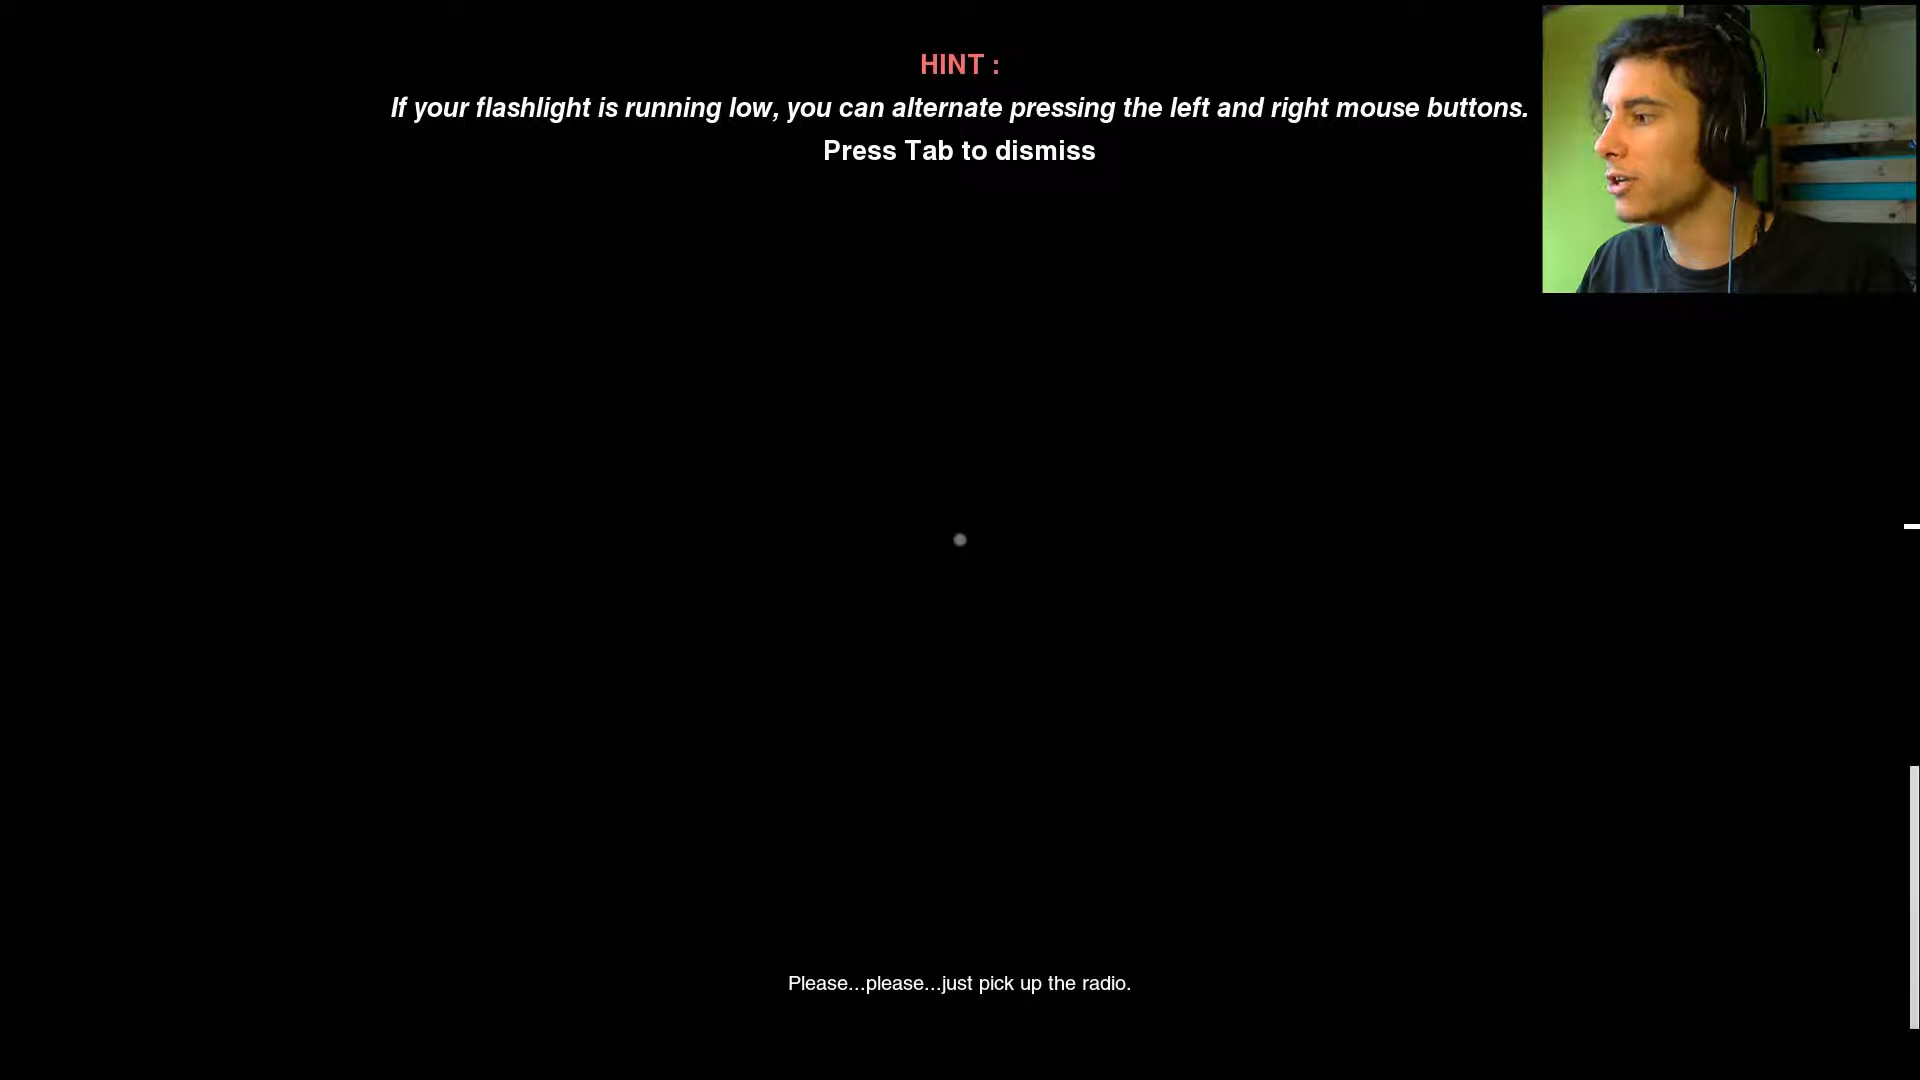 HINT :
If your flashlight is running low, you can alternate pressing the left and right mouse buttons.
Press Tab to dismiss
Please...please...just pick up the radio.